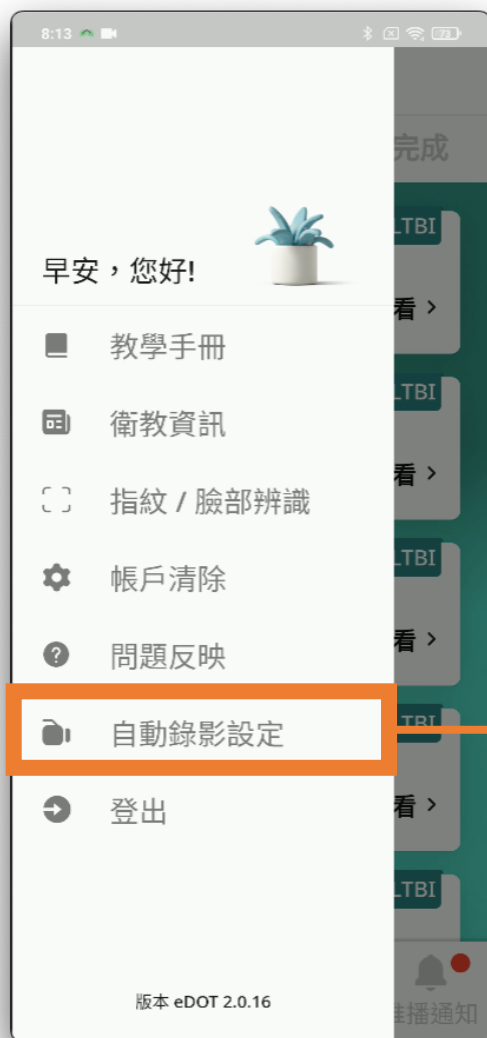 8:13
73
完成
LTBI
早安，您好!
看 ›
教學手冊
LTBI
衛教資訊
看 ›
指紋 / 臉部辨識
LTBI
帳戶清除
看 ›
問題反映
LTBI
自動錄影設定
看 ›
登出
LTBI
版本 eDOT 2.0.16
推播通知